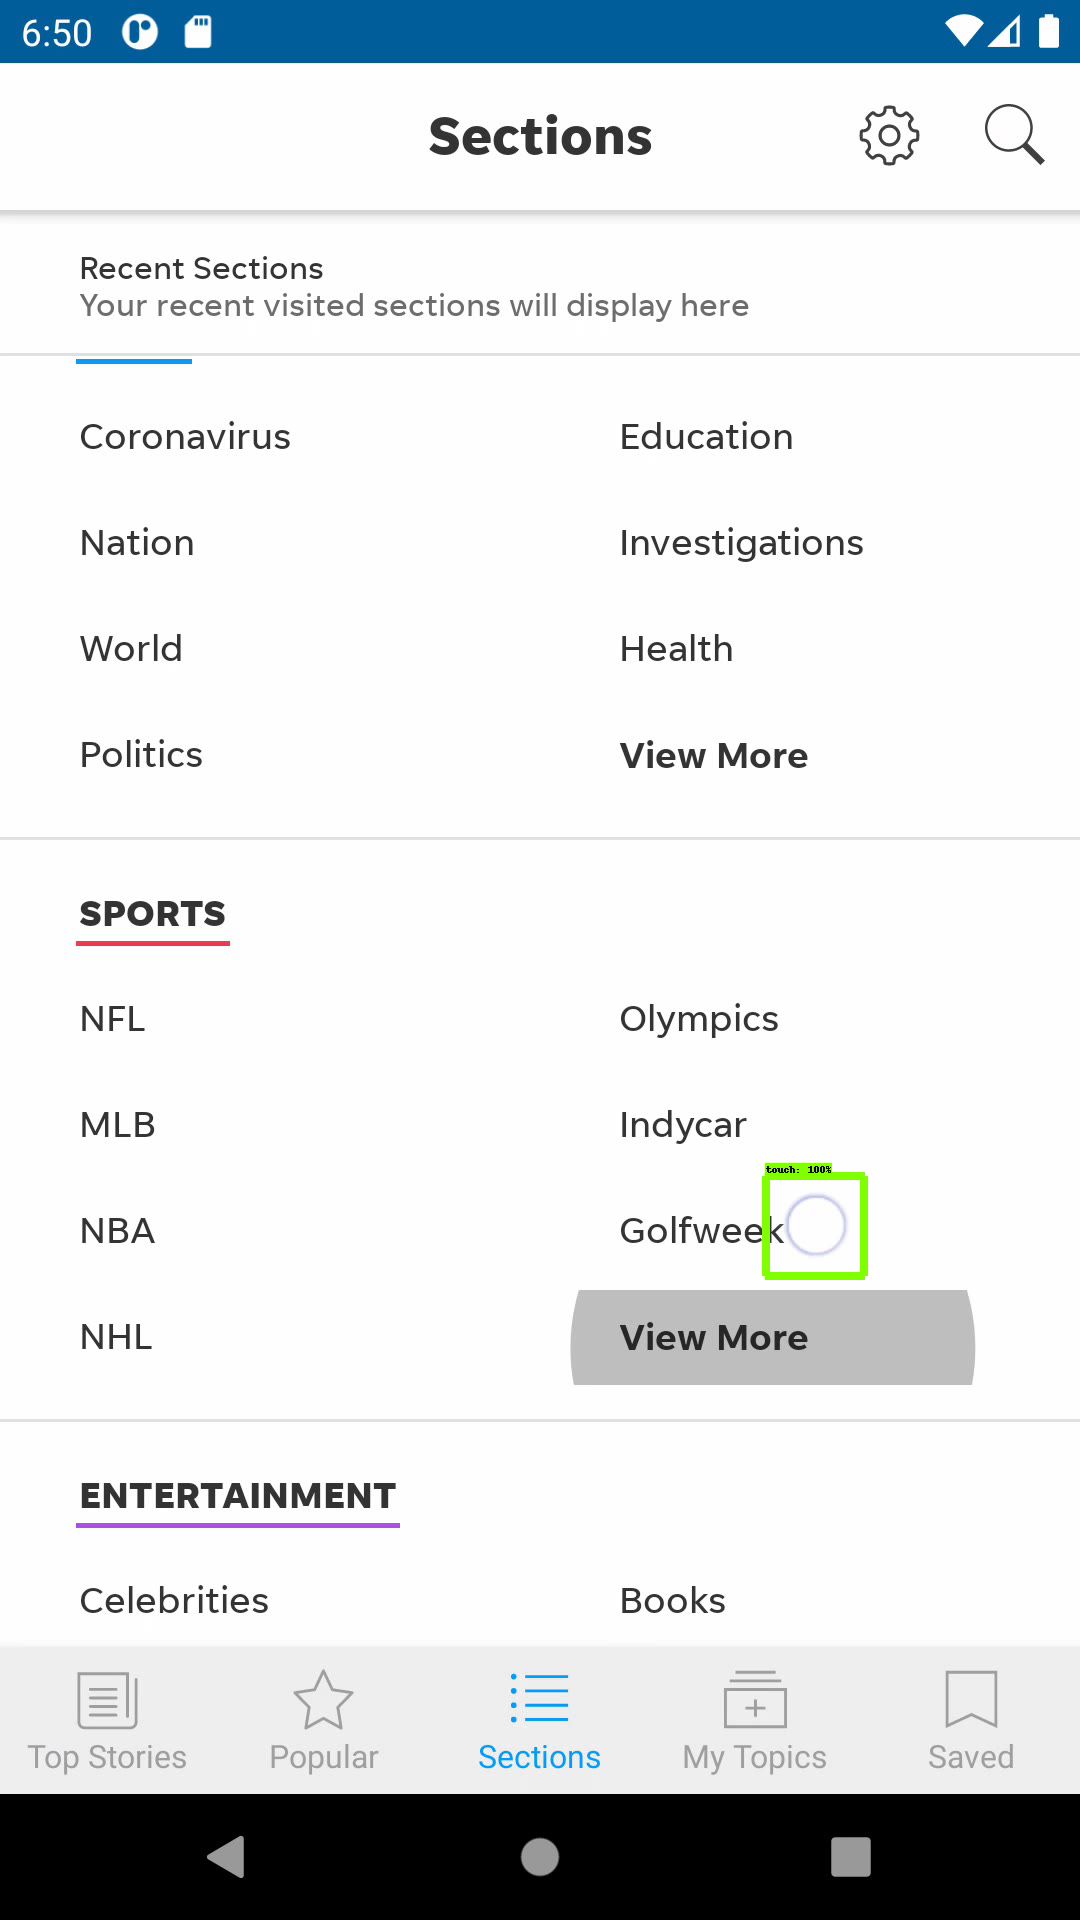 6:50
Sections
Recent Sections
Your recent visited sections will display here
Coronavirus
Education
Nation
Investigations
World
Health
Politics
View More
SPORTS
NFL
Olympics
MLB
Indycar
touch: 100%
NBA
Golfweek
NHL
View More
ENTERTAINMENT
Celebrities
Books
Top Stories
Popular
Sections
My Topics
Saved